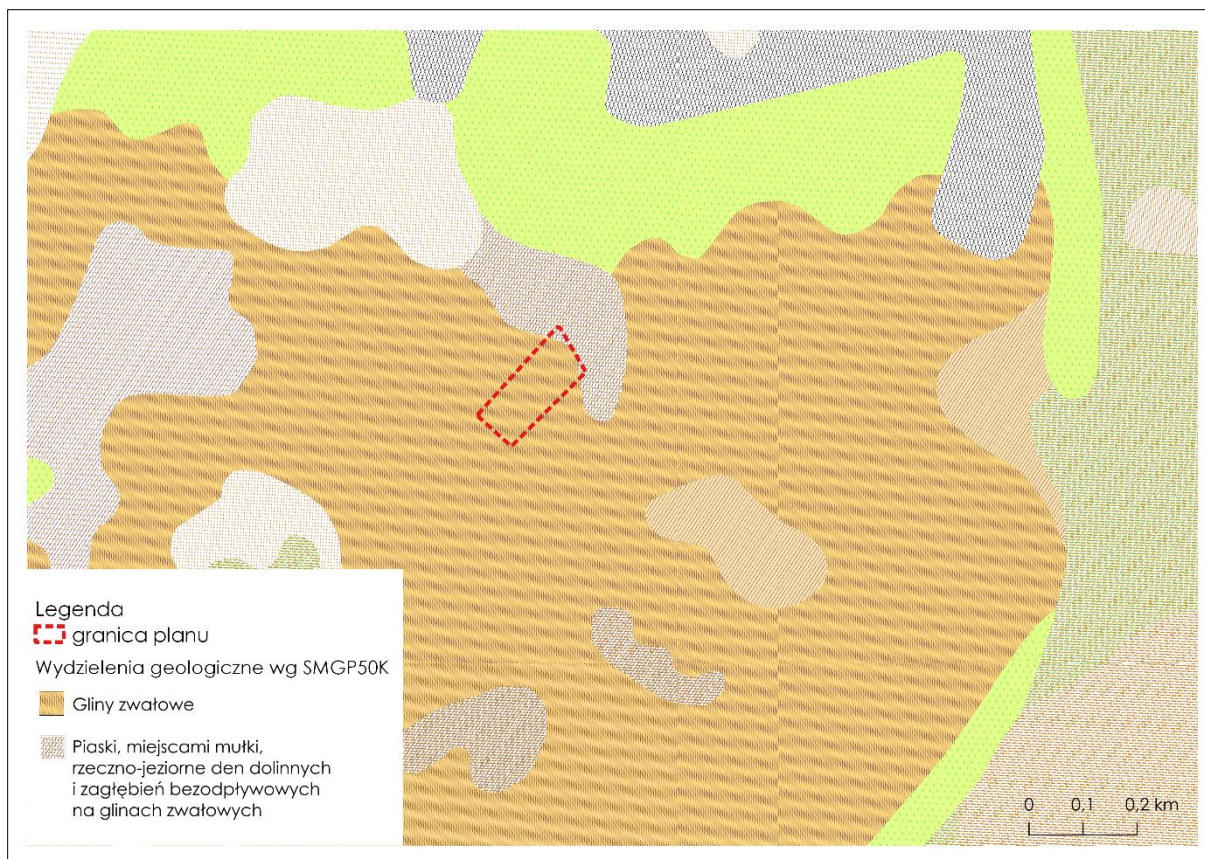 Legenda
granica planu
Wydzielenia geologiczne wg SMGP50K
Gliny zwałowe
Piaski, miejscami mułki,
rzeczno-jeziorne den dolinnych
i zagłębień bezodpływowych
na glinach zwałowych
0 0,1 0,2 km